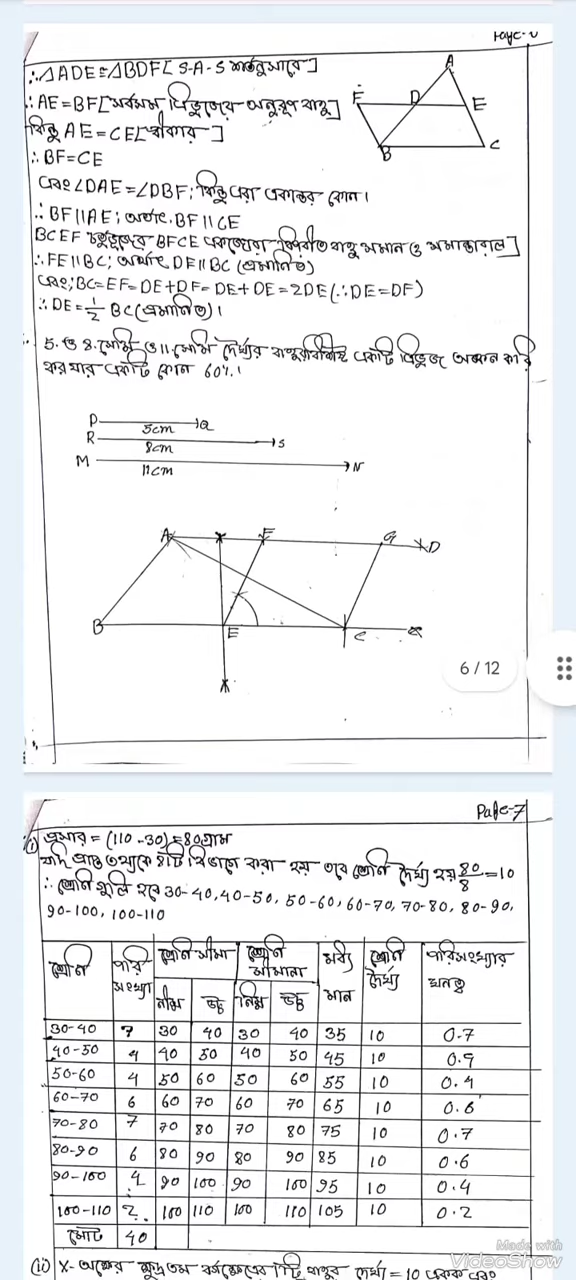 Page-6
∴ △ADE≅△BDF[ S-A-S শর্তানুসারে]
∴ AE=BF[সর্বসম ত্রিভুজের অনুরূপ বাহু]
কিন্তু AE=CE[স্বীকার]
∴ BF=CE
এবং ∠DAE=∠DBF; কিন্তু এরা একান্তর কোন।
∴ BF॥AE; অর্থাৎ BF॥CE
BCEF চতুর্ভুজের BFCE বিপরীত বাহু সমান ও সমান্তরাল]
∴ FE॥BC; অর্থাৎ DE॥BC (প্রমানিত)
এবং; BC=EF=DE+DF=DE+DE=2DE(∴DE=DF)
∴ DE=1/2 BC(প্রমানিত)।
A
F D E
B C
5. ও 8. সেমি ও 11 সেমি দৈর্ঘ্যের বাহুবিশিষ্ট একটি ত্রিভুজ অঙ্কন করি
যার একটি কোন 60
P Q
5cm
R S
8cm
M N
11cm
A F G D
B E C
6/12
Page-7
(i) প্রসার = (110-30)=80গ্রাম
যদি প্রাপ্ত তথ্যকে 8টি বিভাগে করা হয় তবে শ্রেণি দৈর্ঘ্য হয় 80/8=10
∴ শ্রেণি গুলি হবে 30-40, 40-50, 50-60, 60-70, 70-80, 80-90,
90-100, 100-110
শ্রেণি পরিসংখ্যা শ্রেণি সীমা শ্রেণি সীমানা মধ্যমান শ্রেণি দৈর্ঘ্য পরিসংখ্যার ঘনত্ব
নিম্ন উচ্চ নিম্ন উচ্চ
30-40 7 30 40 30 40 35 10 0.7
40-50 4 40 50 40 50 45 10 0.9
50-60 4 50 60 50 60 55 10 0.4
60-70 6 60 70 60 70 65 10 0.6
70-80 7 70 80 70 80 75 10 0.7
80-90 6 80 90 80 90 85 10 0.6
90-100 4 90 100 90 100 95 10 0.4
100-110 2 100 110 100 110 105 10 0.2
মোট 40
(ii) X-অক্ষের ক্ষুদ্রতম বর্গক্ষেত্রের বাহুর দৈর্ঘ্য = 10 একক এবং
Made with
VideoShow